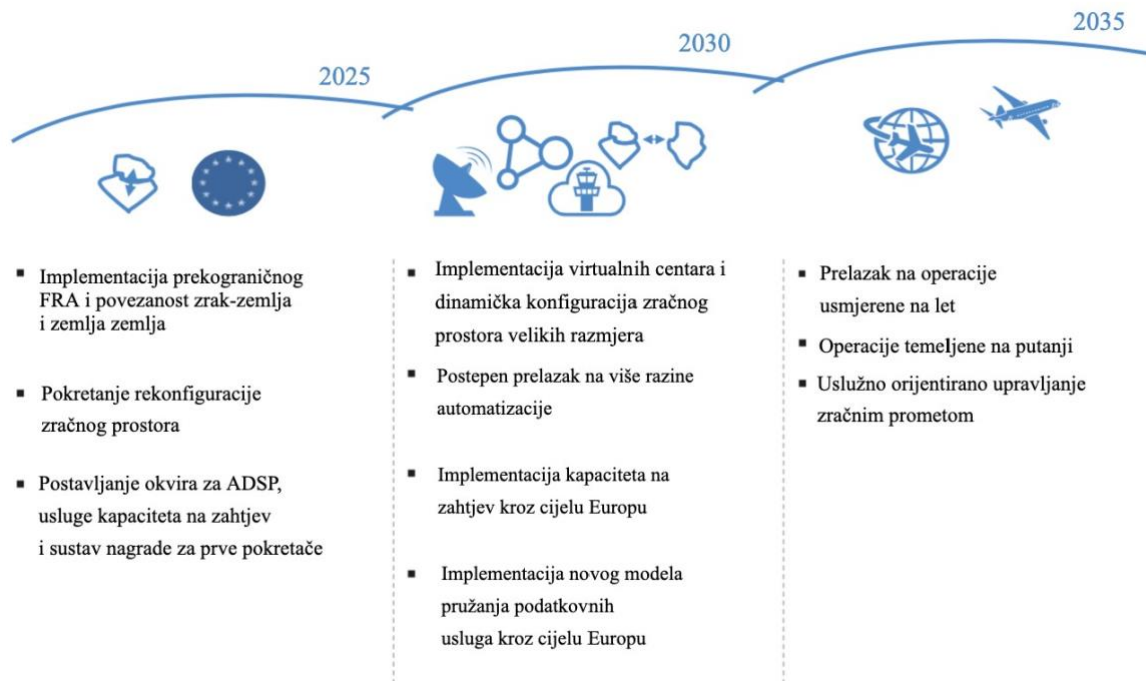 2025
2030
2035
▪ Implementacija prekograničnog
FRA i povezanost zrak-zemlja
i zemlja zemlja
▪ Pokretanje rekonfiguracije
zračnog prostora
▪ Postavljanje okvira za ADSP,
usluge kapaciteta na zahtjev
i sustav nagrade za prve pokretače
▪ Implementacija virtualnih centara i
dinamička konfiguracija zračnog
prostora velikih razmjera
▪ Postepen prelazak na više razine
automatizacije
▪ Implementacija kapaciteta na
zahtjev kroz cijelu Europu
▪ Implementacija novog modela
pružanja podatkovnih
usluga kroz cijelu Europu
▪ Prelazak na operacije
usmjerene na let
▪ Operacije temeljene na putanji
▪ Uslužno orijentirano upravljanje
zračnim prometom